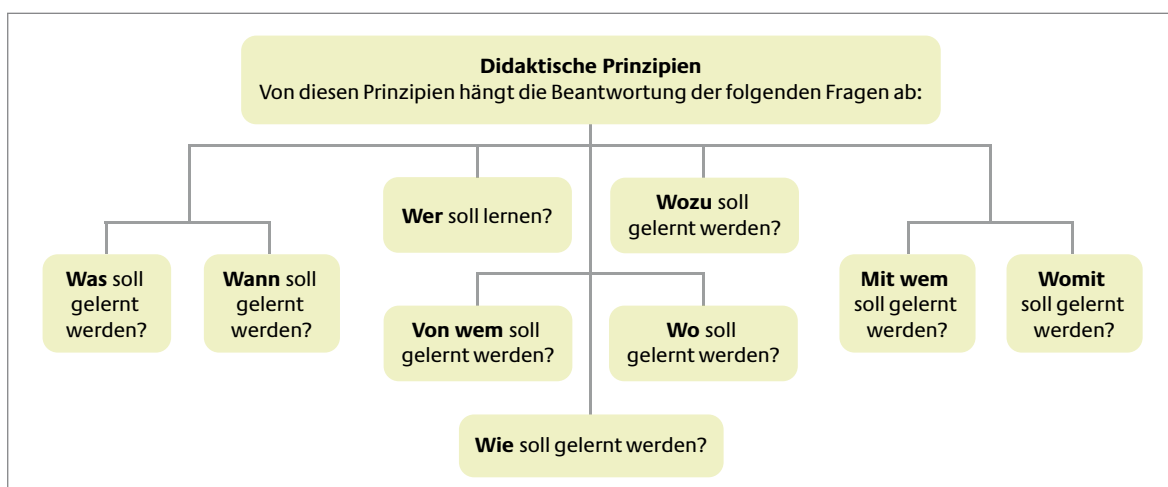 Didaktische Prinzipien
Von diesen Prinzipien hängt die Beantwortung der folgenden Fragen ab:
Wer soll lernen?
Wozu soll
gelernt werden?
Was soll
gelernt
werden?
Wann soll
gelernt
werden?
Von wem soll
gelernt werden?
Wo soll
gelernt werden?
Mit wem
soll gelernt
werden?
Womit
soll gelernt
werden?
Wie soll gelernt werden?